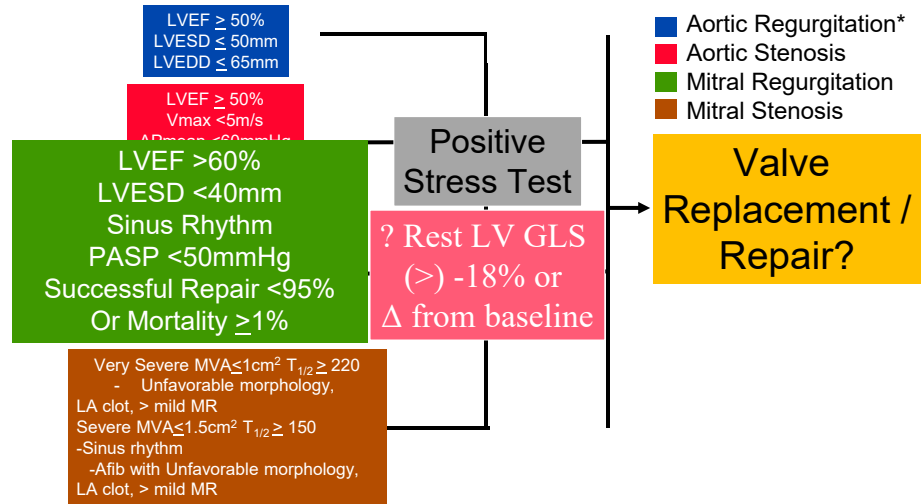 LVEF ≥ 50%
LVESD ≤ 50mm
LVEDD ≤ 65mm
LVEF ≥ 50%
Vmax <5m/s
LVEF >60%
LVESD <40mm
Sinus Rhythm
PASP <50mmHg
Successful Repair <95%
Or Mortality ≥1%
Very Severe MVA≤1cm² T1/2 ≥ 220
- Unfavorable morphology,
LA clot, > mild MR
Severe MVA≤1.5cm² T1/2 ≥ 150
-Sinus rhythm
-Afib with Unfavorable morphology,
LA clot, > mild MR
Positive
Stress Test
? Rest LV GLS
(>) -18% or
Δ from baseline
Aortic Regurgitation*
Aortic Stenosis
Mitral Regurgitation
Mitral Stenosis
Valve
Replacement /
Repair?